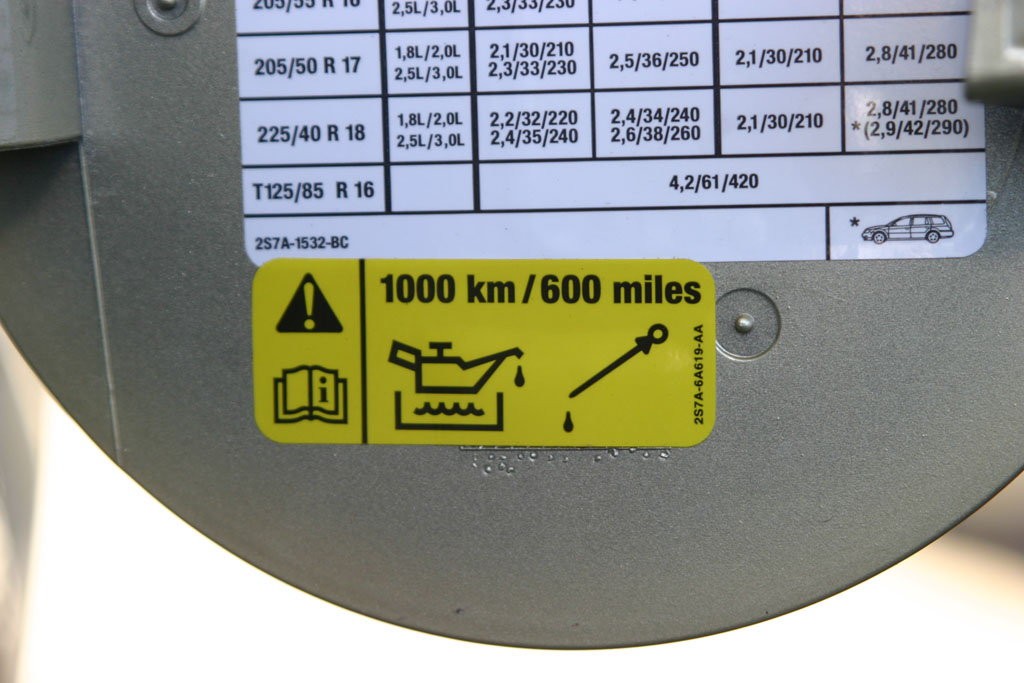 205/55 R 16
2,5L/3,0L 2,3/33/230
205/50 R 17 1,8L/2,0L 2,1/30/210 2,5/36/250 2,1/30/210 2,8/41/280
2,5L/3,0L 2,3/33/230
225/40 R 18 1,8L/2,0L 2,2/32/220 2,4/34/240 2,1/30/210 2,8/41/280
2,5L/3,0L 2,4/35/240 2,6/38/260 *(2,9/42/290)
T125/85 R 16 4,2/61/420
2S7A-1532-BC *
1000 km/600 miles
2S7A-6A619-AA